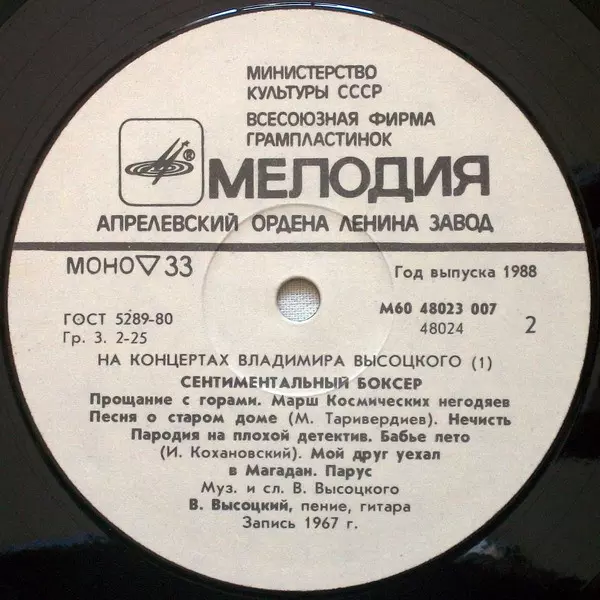 МИНИСТЕРСТВО
КУЛЬТУРЫ СССР
ВСЕСОЮЗНАЯ ФИРМА
ГРАМПЛАСТИНОК
® МЕЛОДИЯ
АПРЕЛЕВСКИЙ ОРДЕНА ЛЕНИНА ЗАВОД
МОНО ▽ 33
Год выпуска 1988
ГОСТ 5289-80
М60 48023 007
Гр. 3. 2-25
48024
2
НА КОНЦЕРТАХ ВЛАДИМИРА ВЫСОЦКОГО (1)
СЕНТИМЕНТАЛЬНЫЙ БОКСЕР
Прощание с горами. Марш Космических негодяев
Песня о старом доме (М. Таривердиев). Нечисть
Пародия на плохой детектив. Бабье лето
(И. Кохановский). Мой друг уехал
в Магадан. Парус
Муз. и сл. В. Высоцкого
В. Высоцкий, пение, гитара
Запись 1967 г.